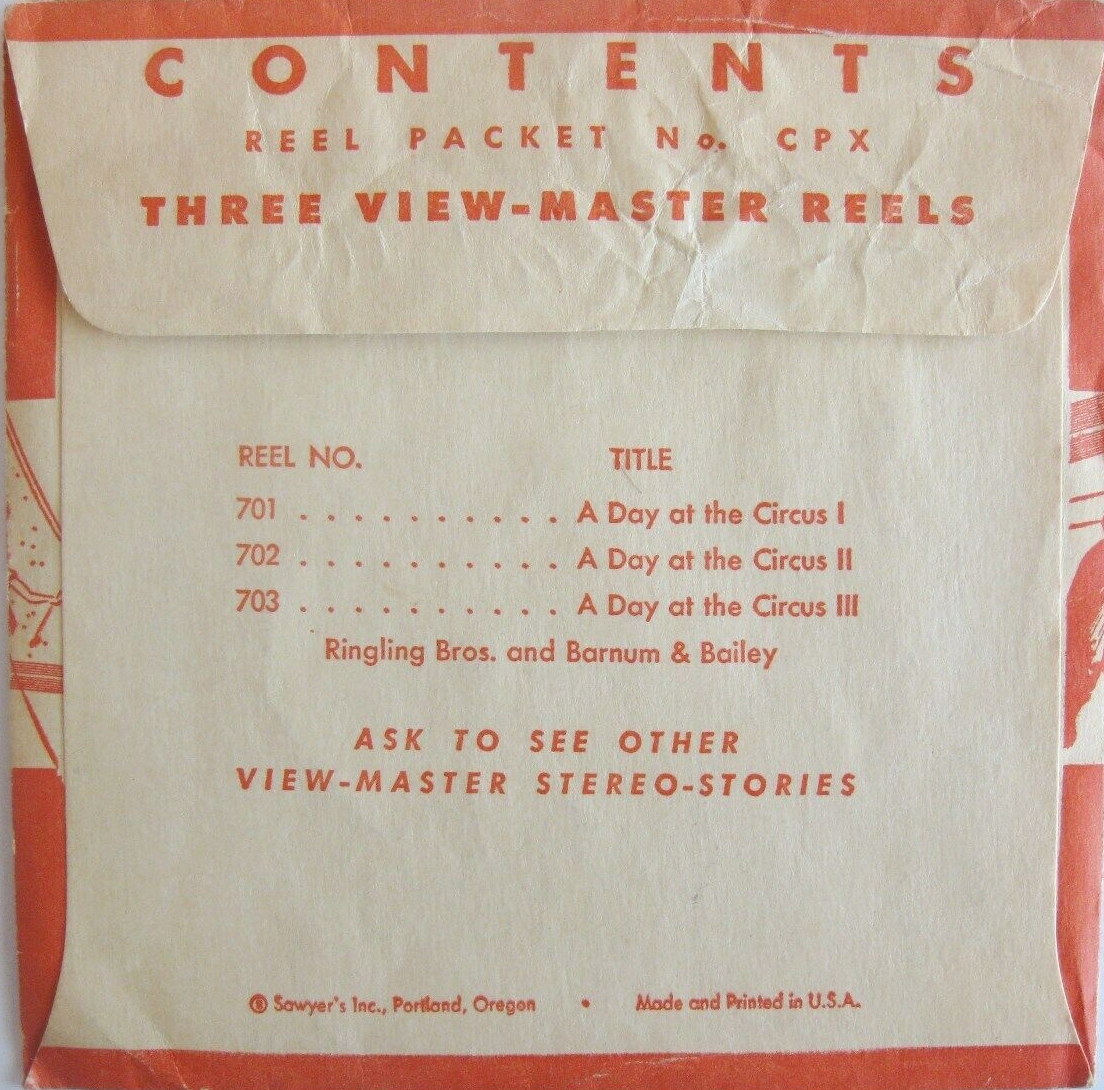 CONTENTS
REEL PACKET No. CPX
THREE VIEW-MASTER REELS
REEL NO. TITLE
701 . . . . . . . . . . A Day at the Circus I
702 . . . . . . . . . . A Day at the Circus II
703 . . . . . . . . . . A Day at the Circus III
Ringling Bros. and Barnum & Bailey
ASK TO SEE OTHER
VIEW-MASTER STEREO-STORIES
® Sawyer's Inc., Portland, Oregon • Made and Printed in U.S.A.